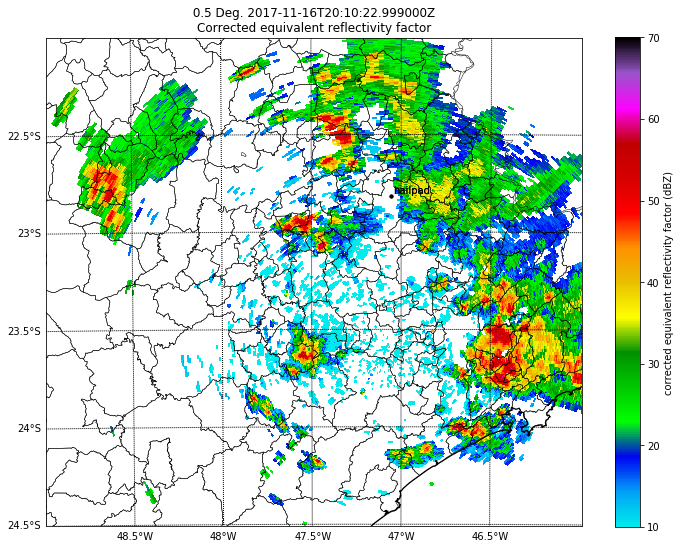 0.5 Deg. 2017-11-16T20:10:22.999000Z
Corrected equivalent reflectivity factor
70
60
50
40
30
20
10
corrected equivalent reflectivity factor (dBZ)
22.5°S
23°S
23.5°S
24°S
24.5°S
railpad
48.5°W
48°W
47.5°W
47°W
46.5°W